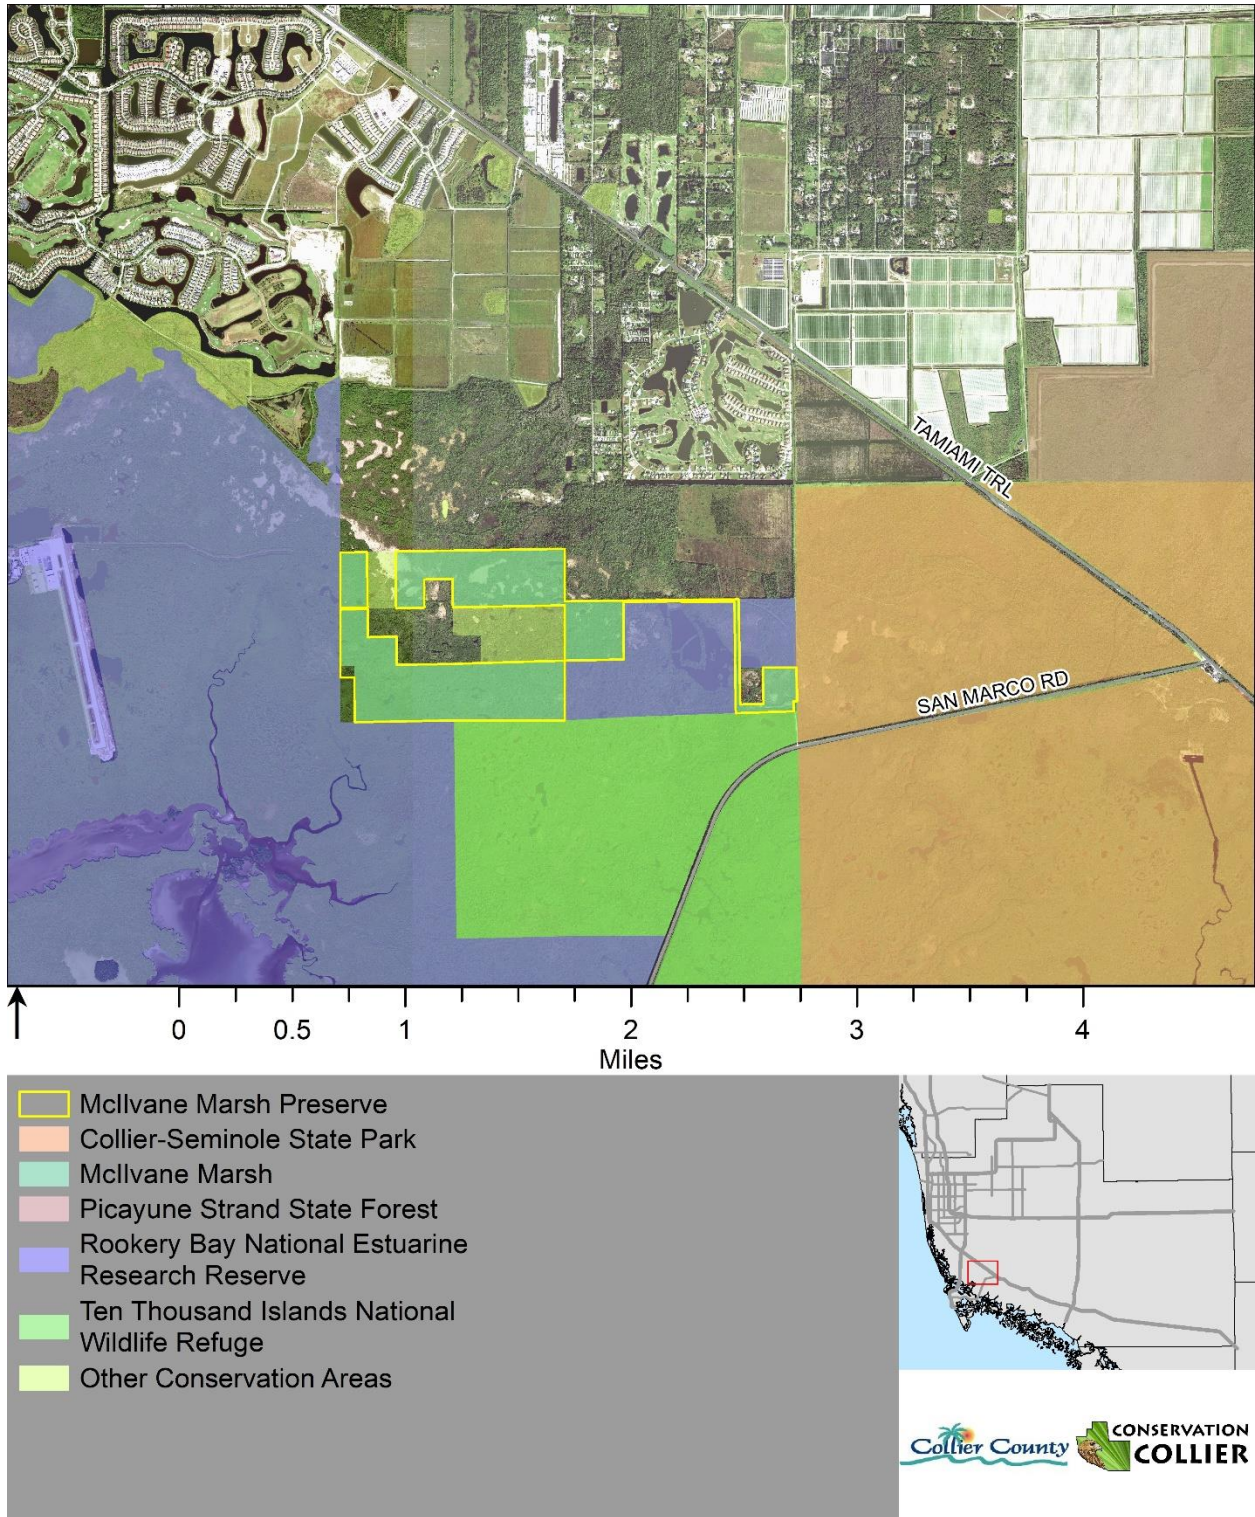 TAMIAMI TRL
SAN MARCO RD
0 0.5 1 2 3 4
Miles
McIlvane Marsh Preserve
Collier-Seminole State Park
McIlvane Marsh
Picayune Strand State Forest
Rookery Bay National Estuarine
Research Reserve
Ten Thousand Islands National
Wildlife Refuge
Other Conservation Areas
Collier County
CONSERVATION
COLLIER